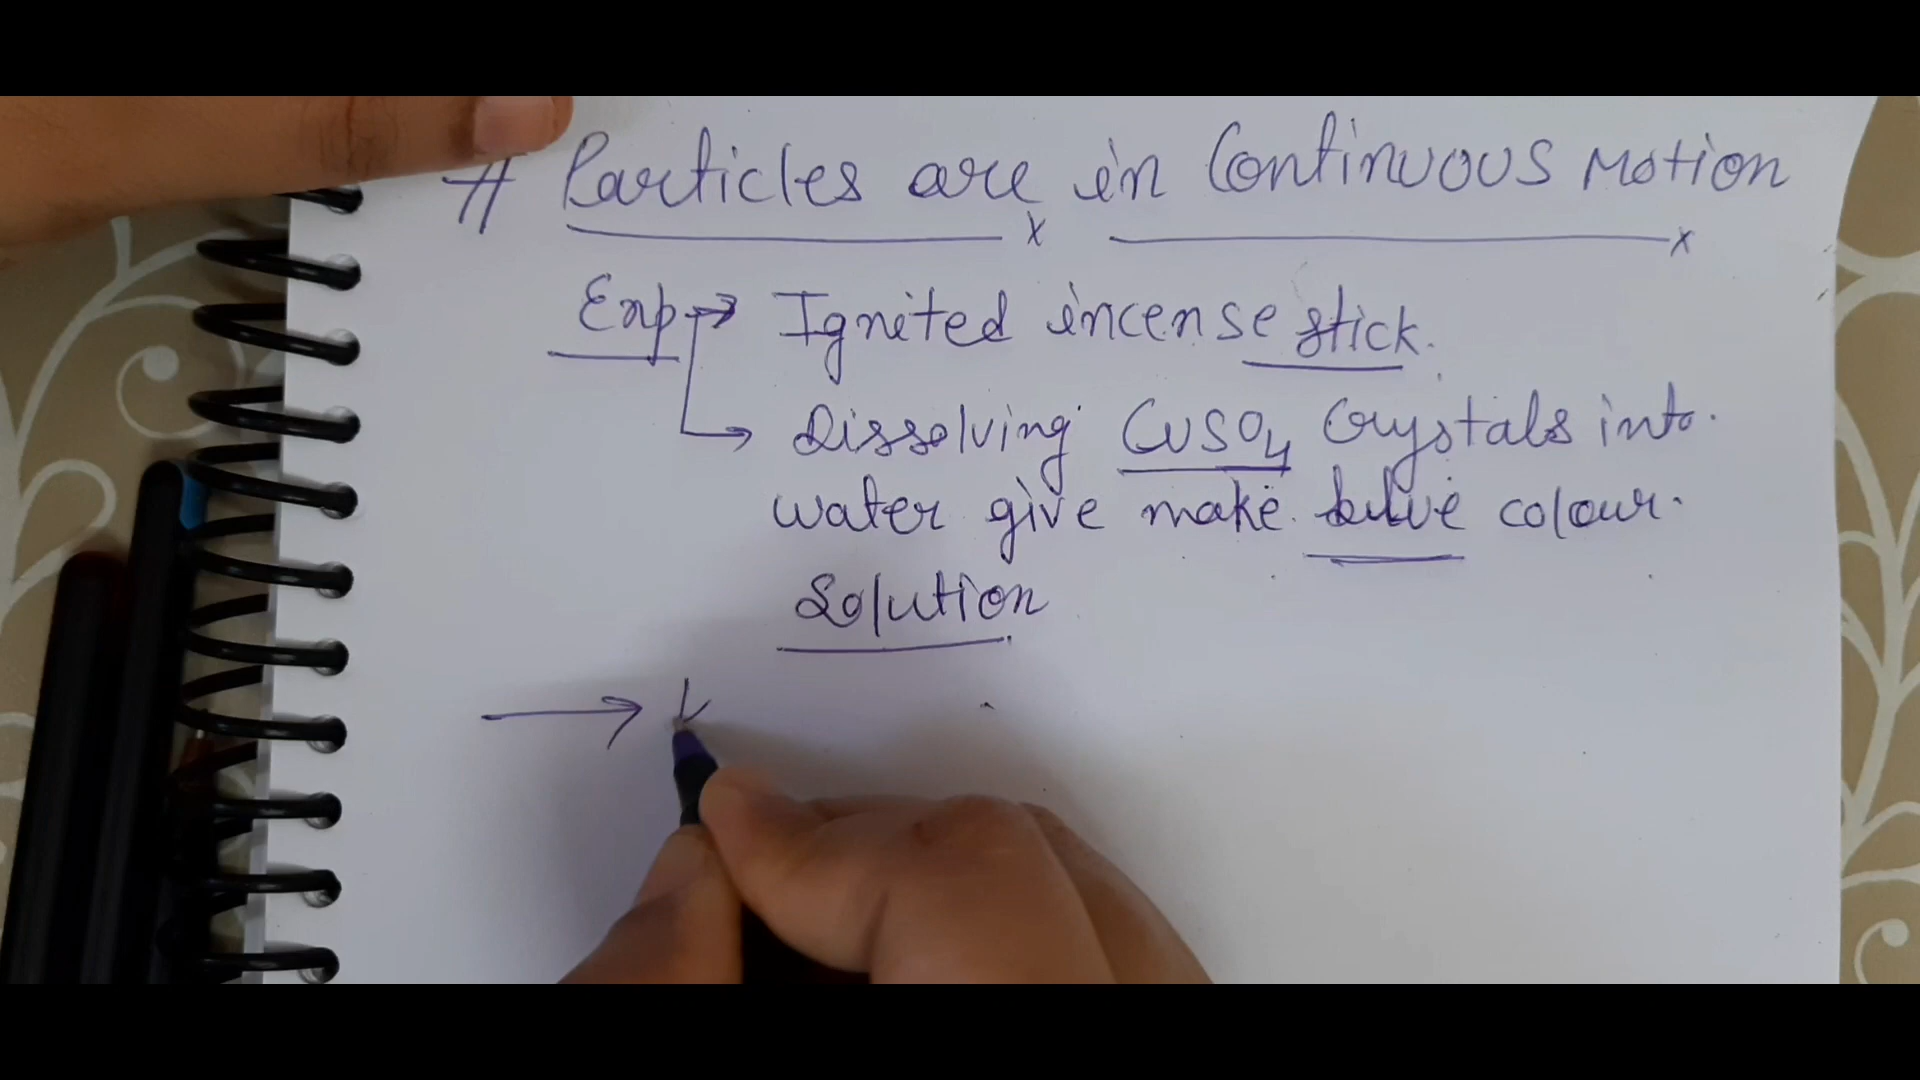 # Particles are in Continuous Motion
Exp → Ignited incense stick.
→ Dissolving CuSO4 Crystals into.
water give make. blue colour.
Solution
→